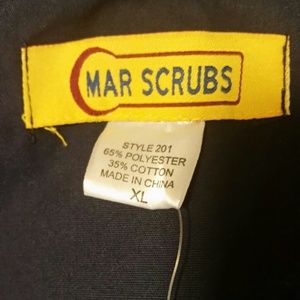 MAR SCRUBS
STYLE 201
65% POLYESTER
35% COTTON
MADE IN CHINA
XL